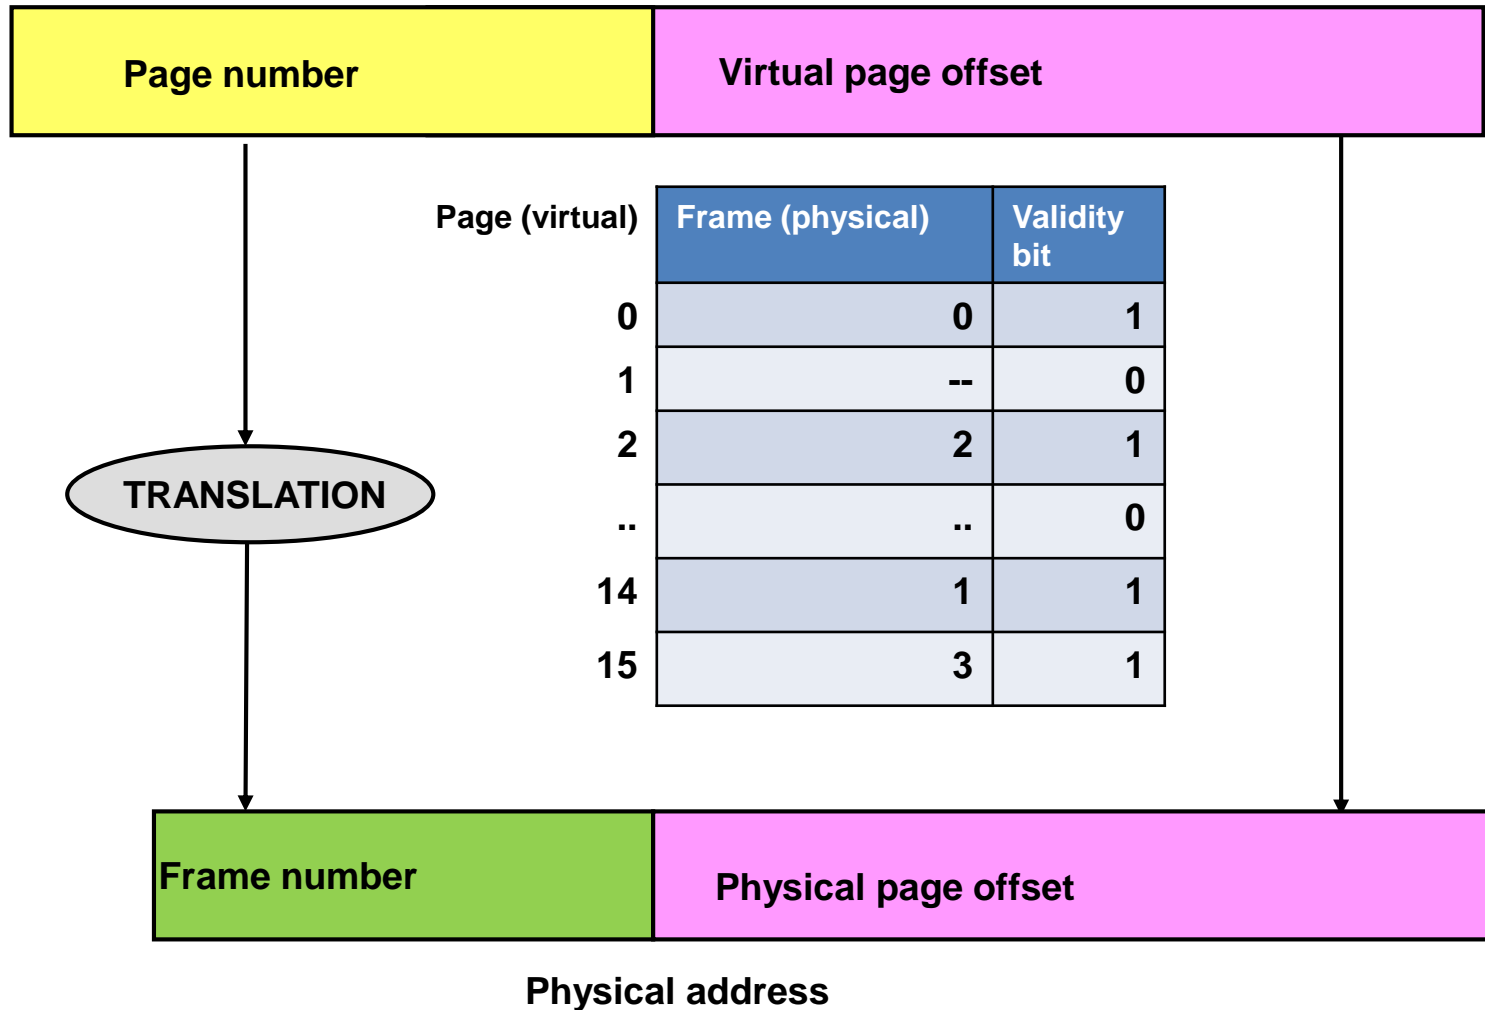 Page number Virtual page offset
Page (virtual) Frame (physical) Validity
bit
0 0 1
1 -- 0
2 2 1
TRANSLATION
.. .. 0
14 1 1
15 3 1
Frame number Physical page offset
Physical address